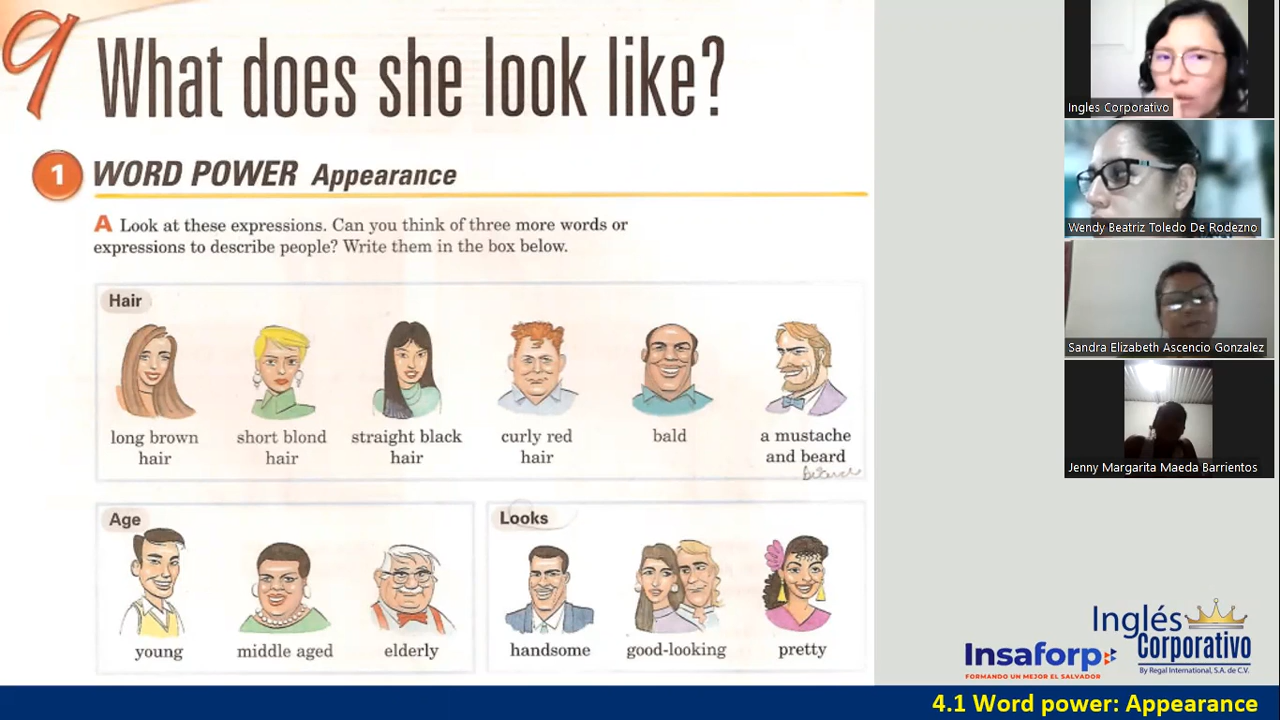 9
What does she look like?
1 WORD POWER Appearance
A Look at these expressions. Can you think of three more words or
expressions to describe people? Write them in the box below.
Hair
long brown
hair
short blond
hair
straight black
hair
curly red
hair
bald
a mustache
and beard
Age
young
middle aged
elderly
Looks
handsome
good-looking
pretty
Ingles Corporativo
Wendy Beatriz Toledo De Rodezno
Sandra Elizabeth Ascencio Gonzalez
Jenny Margarita Maeda Barrientos
Insaforp
FORMANDO UN MEJOR EL SALVADOR
Inglés
Corporativo
By Regal International, S.A. de C.V.
4.1 Word power: Appearance